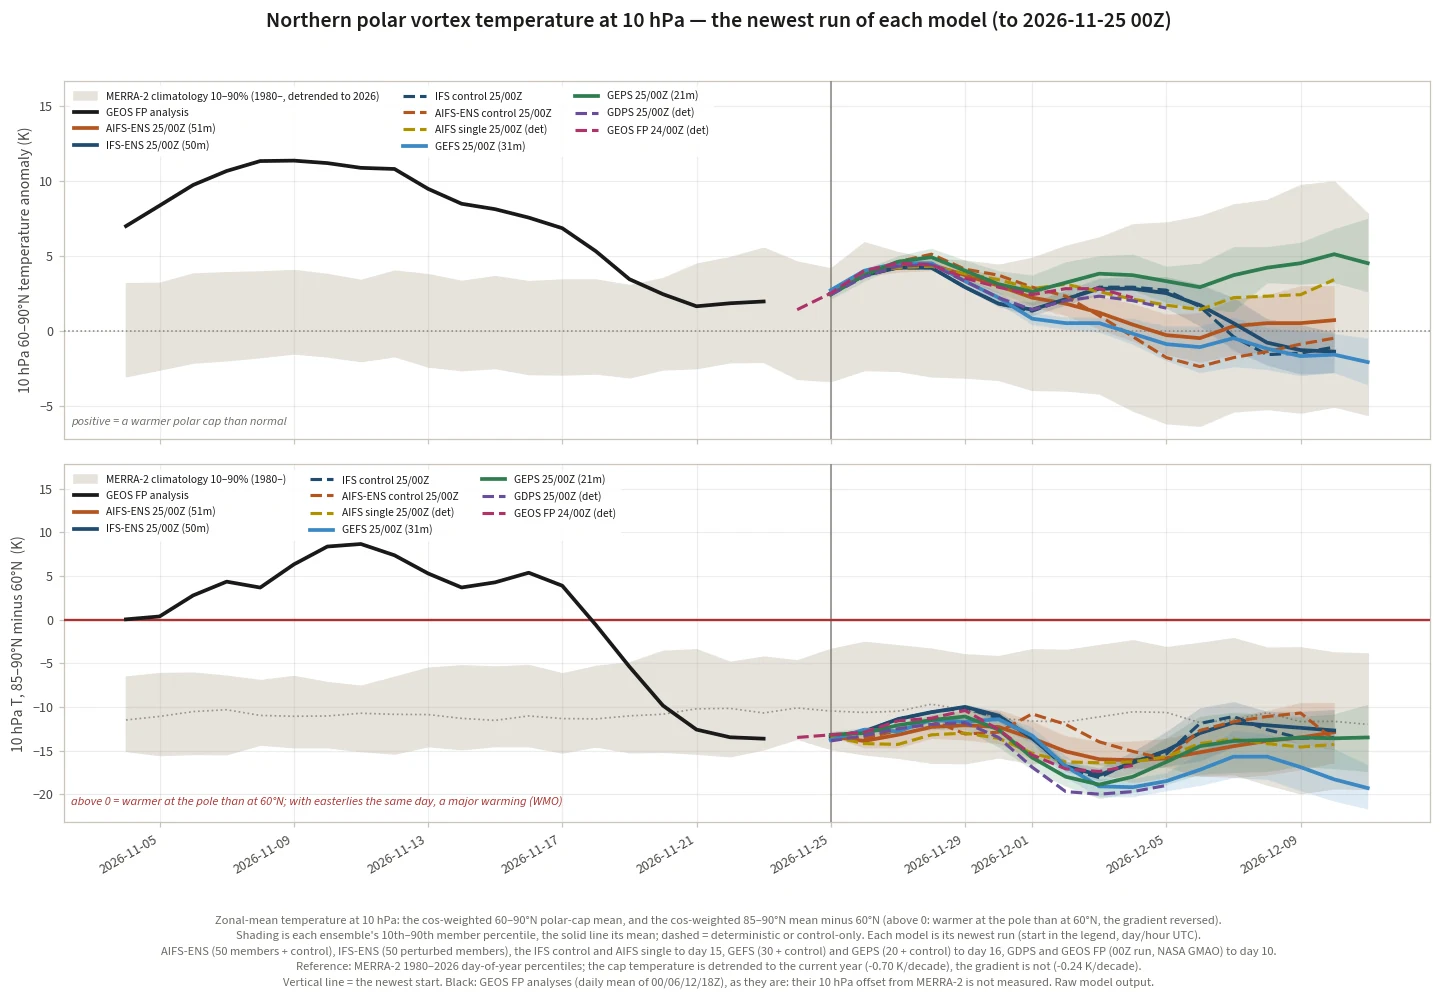 Northern polar vortex temperature at 10 hPa — the newest run of each model (to 2026-11-25 00Z)
10 hPa 60–90°N temperature anomaly (K)
15
10
5
0
−5
MERRA-2 climatology 10–90% (1980–, detrended to 2026)
GEOS FP analysis
AIFS-ENS 25/00Z (51m)
IFS-ENS 25/00Z (50m)
IFS control 25/00Z
AIFS-ENS control 25/00Z
AIFS single 25/00Z (det)
GEFS 25/00Z (31m)
GEPS 25/00Z (21m)
GDPS 25/00Z (det)
GEOS FP 24/00Z (det)
positive = a warmer polar cap than normal
10 hPa T, 85–90°N minus 60°N (K)
15
10
5
0
−5
−10
−15
−20
MERRA-2 climatology 10–90% (1980–)
GEOS FP analysis
AIFS-ENS 25/00Z (51m)
IFS-ENS 25/00Z (50m)
IFS control 25/00Z
AIFS-ENS control 25/00Z
AIFS single 25/00Z (det)
GEFS 25/00Z (31m)
GEPS 25/00Z (21m)
GDPS 25/00Z (det)
GEOS FP 24/00Z (det)
above 0 = warmer at the pole than at 60°N; with easterlies the same day, a major warming (WMO)
2026-11-05
2026-11-09
2026-11-13
2026-11-17
2026-11-21
2026-11-25
2026-11-29
2026-12-01
2026-12-05
2026-12-09
Zonal-mean temperature at 10 hPa: the cos-weighted 60–90°N polar-cap mean, and the cos-weighted 85–90°N mean minus 60°N (above 0: warmer at the pole than at 60°N, the gradient reversed).
Shading is each ensemble's 10th–90th member percentile, the solid line its mean; dashed = deterministic or control-only. Each model is its newest run (start in the legend, day/hour UTC).
AIFS-ENS (50 members + control), IFS-ENS (50 perturbed members), the IFS control and AIFS single to day 15, GEFS (30 + control) and GEPS (20 + control) to day 16, GDPS and GEOS FP (00Z run, NASA GMAO) to day 10.
Reference: MERRA-2 1980–2026 day-of-year percentiles; the cap temperature is detrended to the current year (-0.70 K/decade), the gradient is not (-0.24 K/decade).
Vertical line = the newest start. Black: GEOS FP analyses (daily mean of 00/06/12/18Z), as they are: their 10 hPa offset from MERRA-2 is not measured. Raw model output.